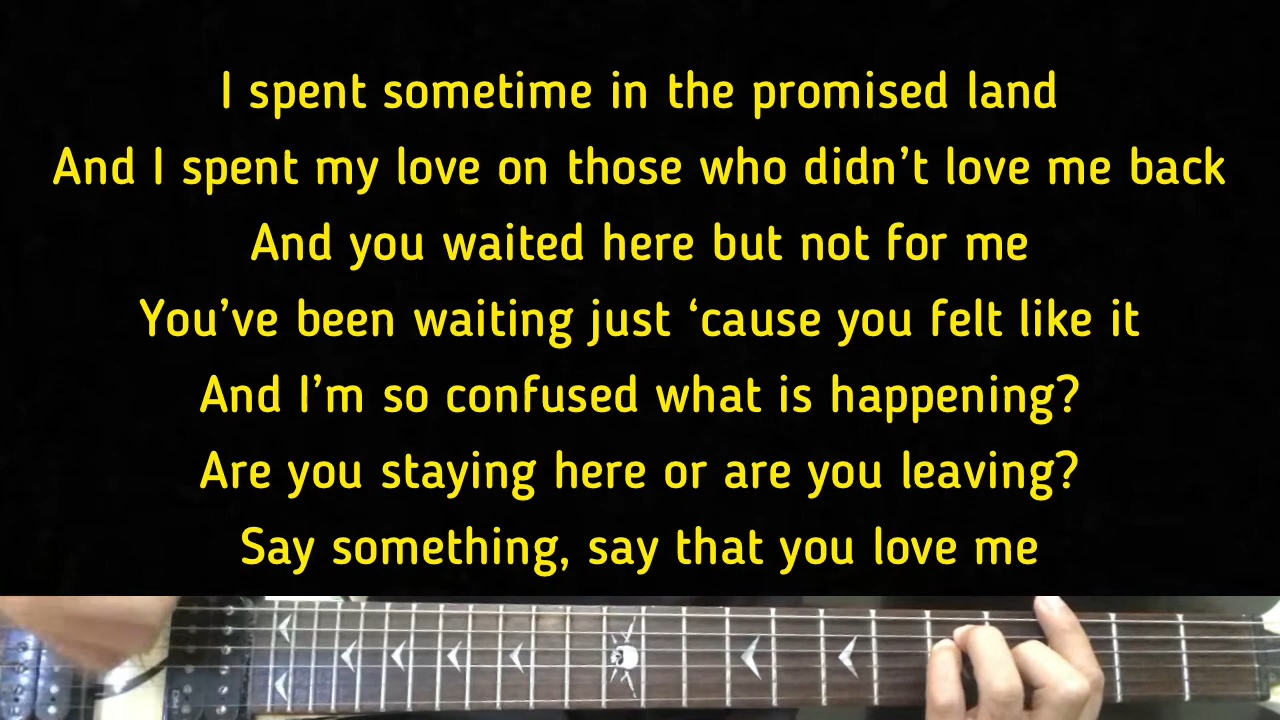 I spent sometime in the promised land
And I spent my love on those who didn’t love me back
And you waited here but not for me
You’ve been waiting just ‘cause you felt like it
And I’m so confused what is happening?
Are you staying here or are you leaving?
Say something, say that you love me